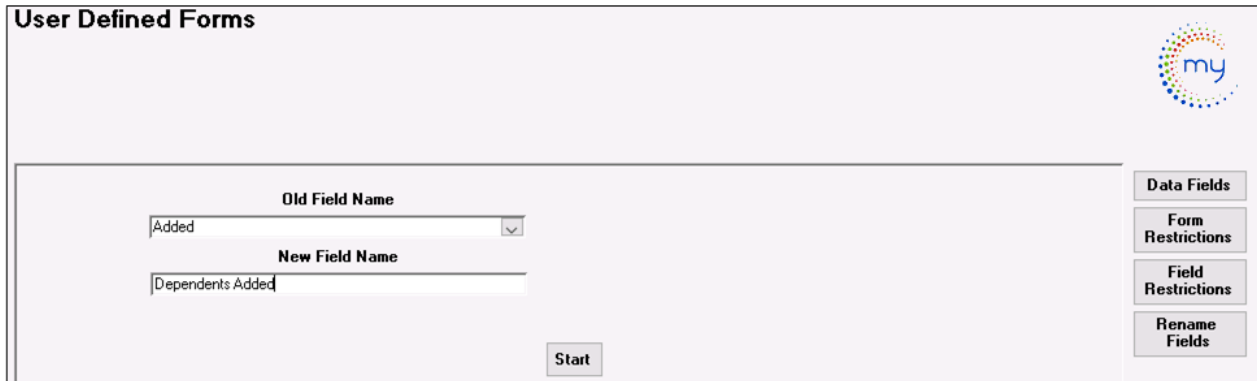 User Defined Forms
my
Old Field Name
Added
New Field Name
Dependents Added
Start
Data Fields
Form
Restrictions
Field
Restrictions
Rename
Fields